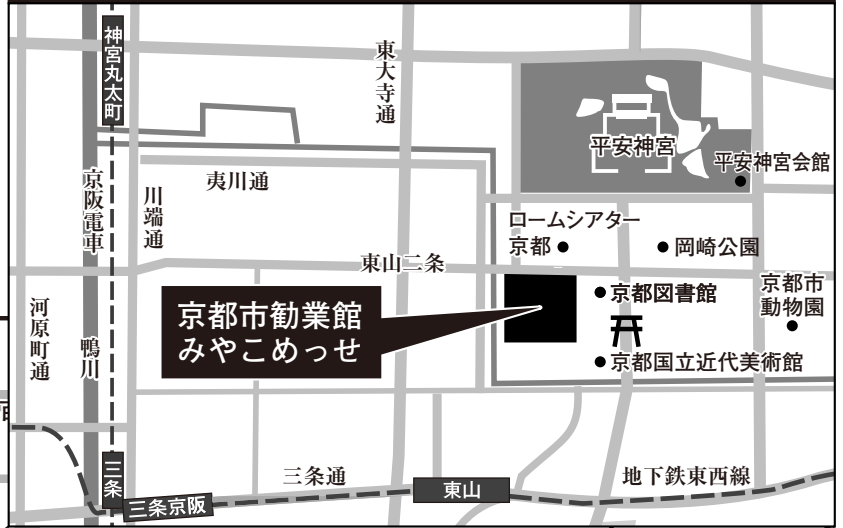 神宮丸太町
東大寺通
平安神宮
平安神宮会館
夷川通
京阪電車
川端通
ロームシアター
京都
岡崎公園
東山二条
京都市
動物園
京都図書館
京都市勧業館
みやこめっせ
河原町通
鴨川
京都国立近代美術館
三条
三条京阪
三条通
東山
地下鉄東西線